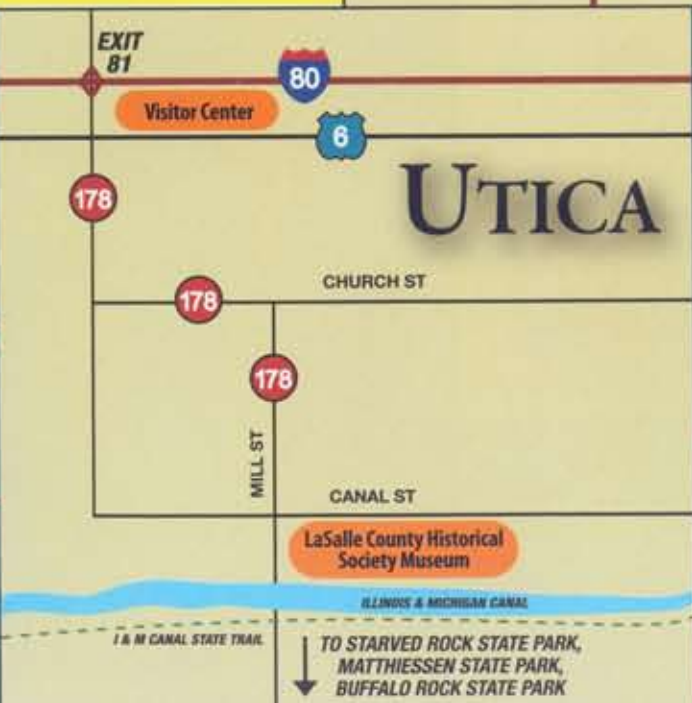 EXIT
81
80
Visitor Center
6
UTICA
178
CHURCH ST
178
178
MILL ST
CANAL ST
LaSalle County Historical
Society Museum
ILLINOIS & MICHIGAN CANAL
I & M CANAL STATE TRAIL
TO STARVED ROCK STATE PARK,
MATTHIESSEN STATE PARK,
BUFFALO ROCK STATE PARK